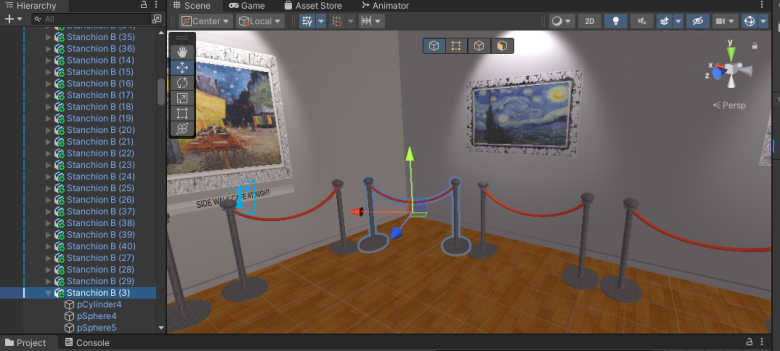 Hierarchy
Scene
Game
Asset Store
Animator
All
Center
Local
2D
Stanchion B (35)
Stanchion B (36)
Stanchion B (14)
Stanchion B (15)
Stanchion B (16)
Stanchion B (17)
Stanchion B (18)
Stanchion B (19)
Stanchion B (20)
Stanchion B (21)
Stanchion B (22)
Stanchion B (23)
Stanchion B (24)
Stanchion B (25)
Stanchion B (26)
Stanchion B (37)
Stanchion B (38)
Stanchion B (39)
Stanchion B (40)
Stanchion B (27)
Stanchion B (28)
Stanchion B (29)
Stanchion B (3)
pCylinder4
pSphere4
pSphere5
y
x
z
Persp
SIDE WALK
AT NIGHT
Project
Console